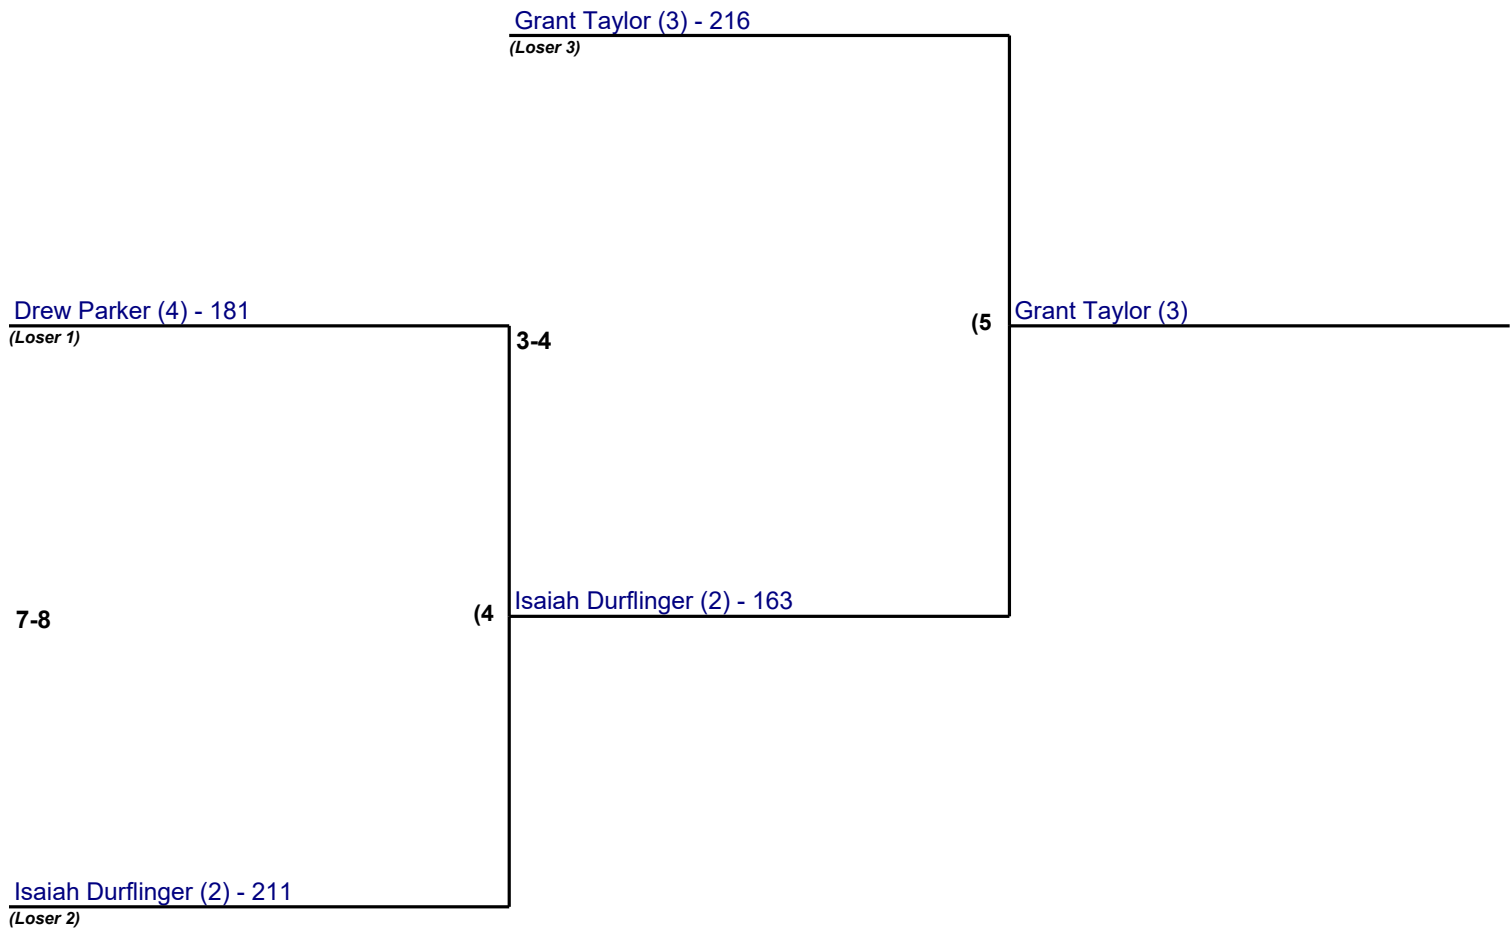 Grant Taylor (3) - 216
(Loser 3)
Drew Parker (4) - 181
(Loser 1)
3-4
(5
Grant Taylor (3)
Isaiah Durflinger (2) - 163
(4
7-8
Isaiah Durflinger (2) - 211
(Loser 2)